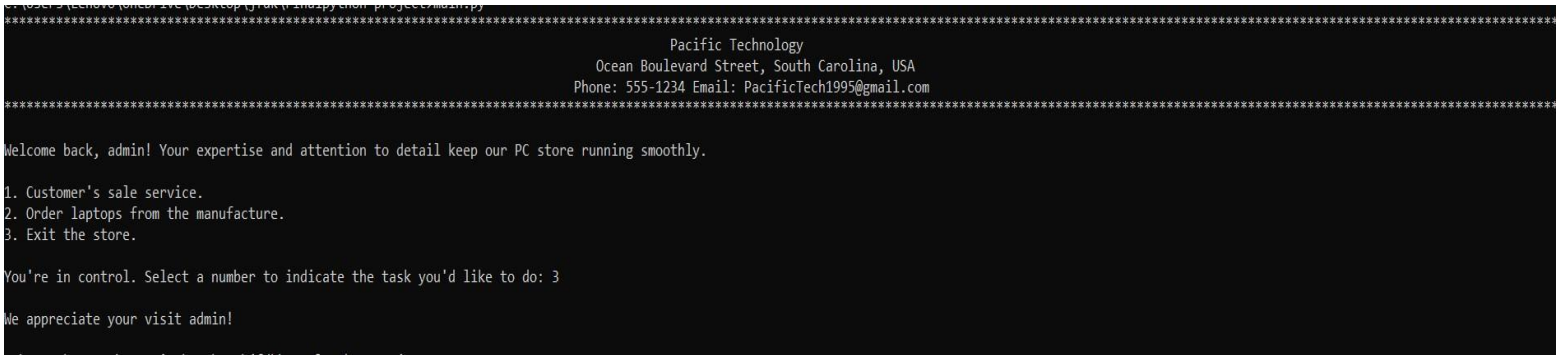 ************************************************************************************************************************************************************************************************************
Pacific Technology
Ocean Boulevard Street, South Carolina, USA
Phone: 555-1234 Email: PacificTech1995@gmail.com
************************************************************************************************************************************************************************************************************
Welcome back, admin! Your expertise and attention to detail keep our PC store running smoothly.
1. Customer's sale service.
2. Order laptops from the manufacture.
3. Exit the store.
You're in control. Select a number to indicate the task you'd like to do: 3
We appreciate your visit admin!